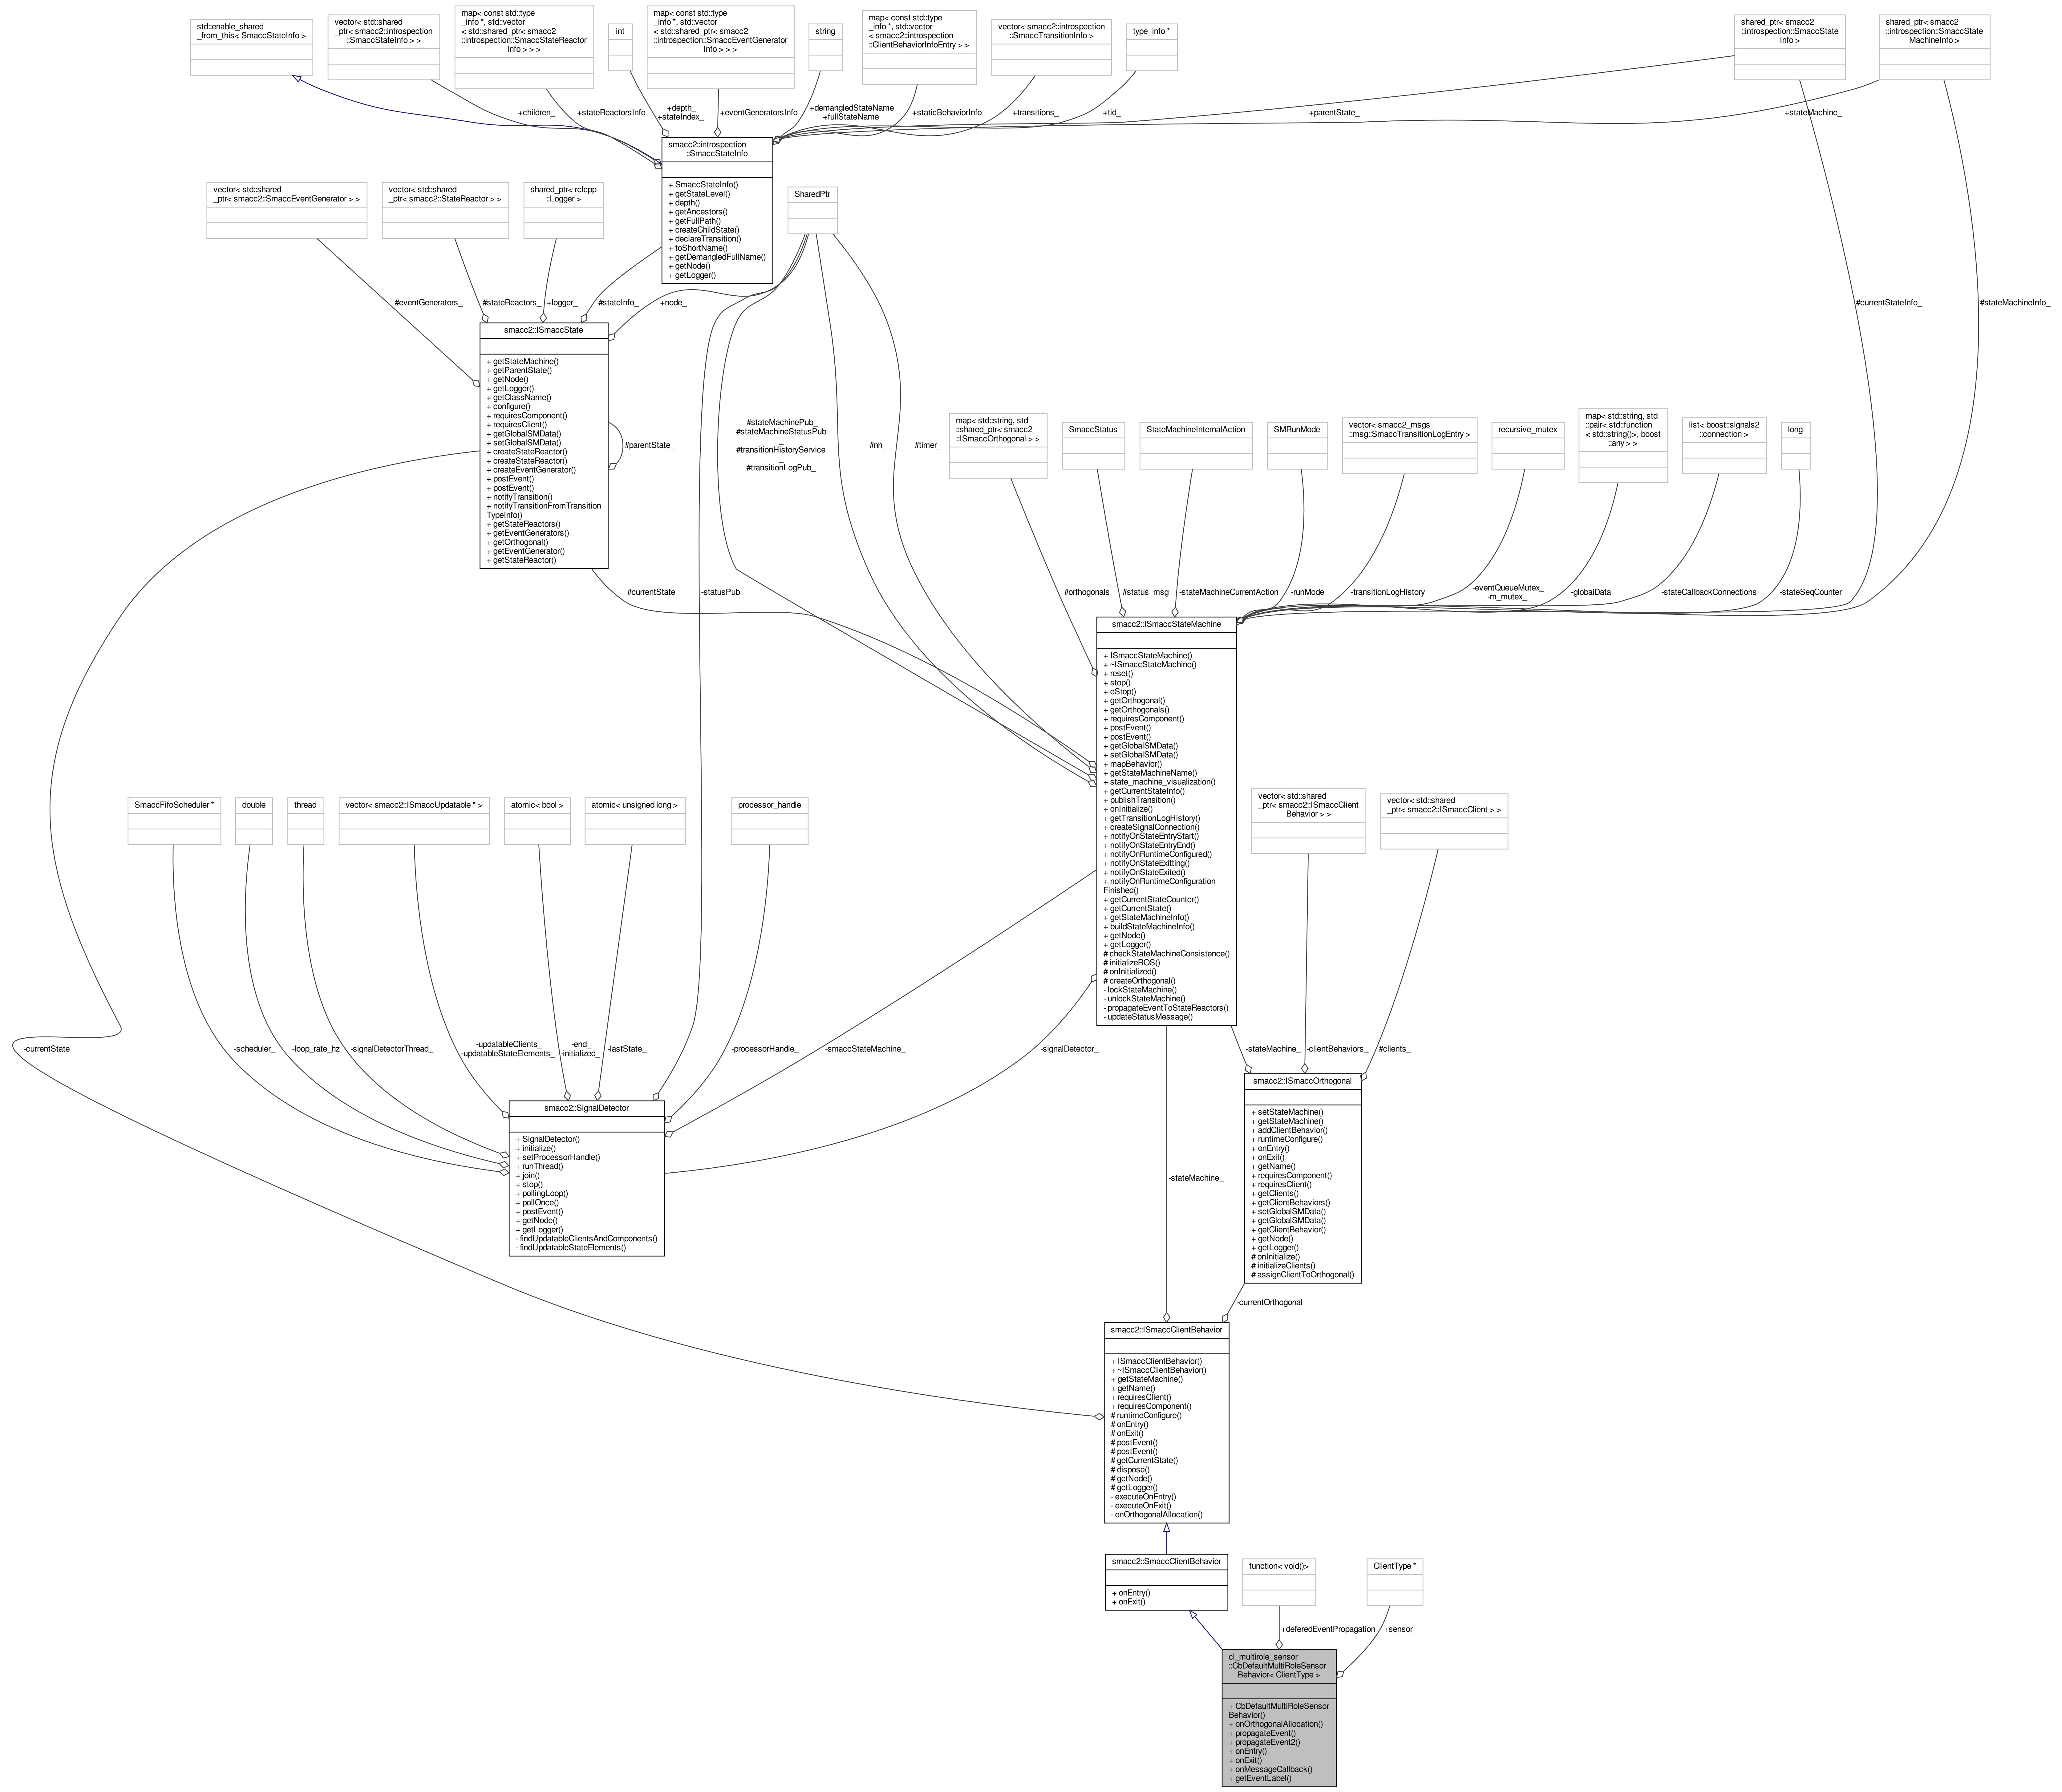 std::enable_shared
_from_this< SmaccStateInfo >
vector< std::shared
_ptr< smacc2::introspection
::SmaccStateInfo > >
map< const std::type
_info *, std::vector
< std::shared_ptr< smacc2
::introspection::SmaccStateReactor
Info > > >
int
map< const std::type
_info *, std::vector
< std::shared_ptr< smacc2
::introspection::SmaccEventGenerator
Info > > >
string
map< const std::type
_info *, std::vector
< smacc2::introspection
::ClientBehaviorInfoEntry > >
vector< smacc2::introspection
::SmaccTransitionInfo >
type_info *
shared_ptr< smacc2
::introspection::SmaccState
Info >
shared_ptr< smacc2
::introspection::SmaccState
MachineInfo >
+children_
+stateReactorsInfo
+depth_
+stateIndex_
+eventGeneratorsInfo
+demangledStateName
+fullStateName
+staticBehaviorInfo
+transitions_
+tid_
+parentState_
+stateMachine_
smacc2::introspection
::SmaccStateInfo
+ SmaccStateInfo()
+ getStateLevel()
+ depth()
+ getAncestors()
+ getFullPath()
+ createChildState()
+ declareTransition()
+ toShortName()
+ getDemangledFullName()
+ getNode()
+ getLogger()
vector< std::shared
_ptr< smacc2::SmaccEventGenerator > >
vector< std::shared
_ptr< smacc2::StateReactor > >
shared_ptr< rclcpp
::Logger >
SharedPtr
#eventGenerators_
#stateReactors_
+logger_
#stateInfo_
+node_
#currentStateInfo_
#stateMachineInfo_
smacc2::ISmaccState
+ getStateMachine()
+ getParentState()
+ getNode()
+ getLogger()
+ getClassName()
+ configure()
+ requiresComponent()
+ requiresClient()
+ getGlobalSMData()
+ setGlobalSMData()
+ createStateReactor()
+ createStateReactor()
+ createEventGenerator()
+ postEvent()
+ postEvent()
+ notifyTransition()
+ notifyTransitionFromTransition
TypeInfo()
+ getStateReactors()
+ getEventGenerators()
+ getOrthogonal()
+ getEventGenerator()
+ getStateReactor()
#parentState_
#stateMachinePub_
#stateMachineStatusPub
_
#transitionHistoryService
_
#transitionLogPub_
#nh_
#timer_
map< std::string, std
::shared_ptr< smacc2
::ISmaccOrthogonal > >
SmaccStatus
StateMachineInternalAction
SMRunMode
vector< smacc2_msgs
::msg::SmaccTransitionLogEntry >
recursive_mutex
map< std::string, std
::pair< std::function
< std::string()>, boost
::any > >
list< boost::signals2
::connection >
long
#currentState_
-statusPub_
#orthogonals_
#status_msg_
-stateMachineCurrentAction
-runMode_
-transitionLogHistory_
-eventQueueMutex_
-m_mutex_
-globalData_
-stateCallbackConnections
-stateSeqCounter_
smacc2::ISmaccStateMachine
+ ISmaccStateMachine()
+ ~ISmaccStateMachine()
+ reset()
+ stop()
+ eStop()
+ getOrthogonal()
+ getOrthogonals()
+ requiresComponent()
+ postEvent()
+ postEvent()
+ getGlobalSMData()
+ setGlobalSMData()
+ mapBehavior()
+ getStateMachineName()
+ state_machine_visualization()
+ getCurrentStateInfo()
+ publishTransition()
+ onInitialize()
+ getTransitionLogHistory()
+ createSignalConnection()
+ notifyOnStateEntryStart()
+ notifyOnStateEntryEnd()
+ notifyOnRuntimeConfigured()
+ notifyOnStateExitting()
+ notifyOnStateExited()
+ notifyOnRuntimeConfiguration
Finished()
+ getCurrentStateCounter()
+ getCurrentState()
+ getStateMachineInfo()
+ buildStateMachineInfo()
+ getNode()
+ getLogger()
# checkStateMachineConsistence()
# initializeROS()
# onInitialized()
# createOrthogonal()
- lockStateMachine()
- unlockStateMachine()
- propagateEventToStateReactors()
- updateStatusMessage()
SmaccFifoScheduler *
double
thread
vector< smacc2::ISmaccUpdatable * >
atomic< bool >
atomic< unsigned long >
processor_handle
vector< std::shared
_ptr< smacc2::ISmaccClient
Behavior > >
vector< std::shared
_ptr< smacc2::ISmaccClient > >
-currentState
-scheduler_
-loop_rate_hz
-signalDetectorThread_
-updatableClients_
-updatableStateElements_
-end_
-initialized_
-lastState_
-processorHandle_
-smaccStateMachine_
-signalDetector_
-stateMachine_
-clientBehaviors_
#clients_
smacc2::SignalDetector
+ SignalDetector()
+ initialize()
+ setProcessorHandle()
+ runThread()
+ join()
+ stop()
+ pollingLoop()
+ pollOnce()
+ postEvent()
+ getNode()
+ getLogger()
- findUpdatableClientsAndComponents()
- findUpdatableStateElements()
-stateMachine_
smacc2::ISmaccOrthogonal
+ setStateMachine()
+ getStateMachine()
+ addClientBehavior()
+ runtimeConfigure()
+ onEntry()
+ onExit()
+ getName()
+ requiresComponent()
+ requiresClient()
+ getClients()
+ getClientBehaviors()
+ setGlobalSMData()
+ getGlobalSMData()
+ getClientBehavior()
+ getNode()
+ getLogger()
# onInitialize()
# initializeClients()
# assignClientToOrthogonal()
-currentOrthogonal
smacc2::ISmaccClientBehavior
+ ISmaccClientBehavior()
+ ~ISmaccClientBehavior()
+ getStateMachine()
+ getName()
+ requiresClient()
+ requiresComponent()
# runtimeConfigure()
# onEntry()
# onExit()
# postEvent()
# postEvent()
# getCurrentState()
# dispose()
# getNode()
# getLogger()
- executeOnEntry()
- executeOnExit()
- onOrthogonalAllocation()
smacc2::SmaccClientBehavior
+ onEntry()
+ onExit()
function< void()>
ClientType *
+deferedEventPropagation
+sensor_
cl_multirole_sensor
::CbDefaultMultiRoleSensor
Behavior< ClientType >
+ CbDefaultMultiRoleSensor
Behavior()
+ onOrthogonalAllocation()
+ propagateEvent()
+ propagateEvent2()
+ onEntry()
+ onExit()
+ onMessageCallback()
+ getEventLabel()